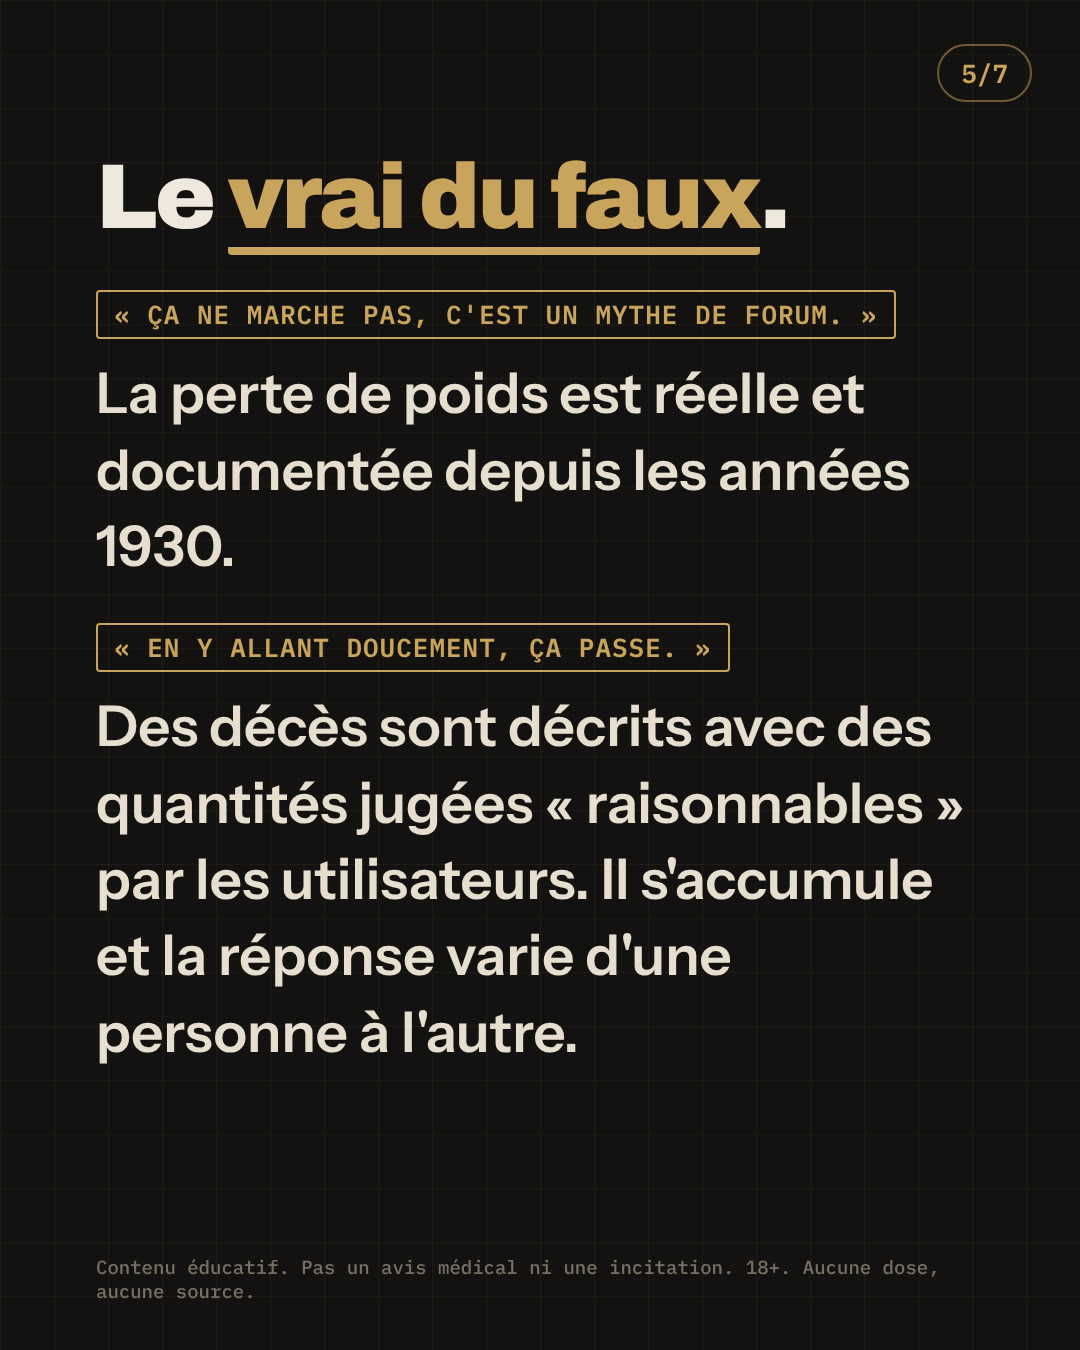 5/7
Le vrai du faux.
« ÇA NE MARCHE PAS, C'EST UN MYTHE DE FORUM. »
La perte de poids est réelle et
documentée depuis les années
1930.
« EN Y ALLANT DOUCEMENT, ÇA PASSE. »
Des décès sont décrits avec des
quantités jugées « raisonnables »
par les utilisateurs. Il s'accumule
et la réponse varie d'une
personne à l'autre.
Contenu éducatif. Pas un avis médical ni une incitation. 18+. Aucune dose,
aucune source.